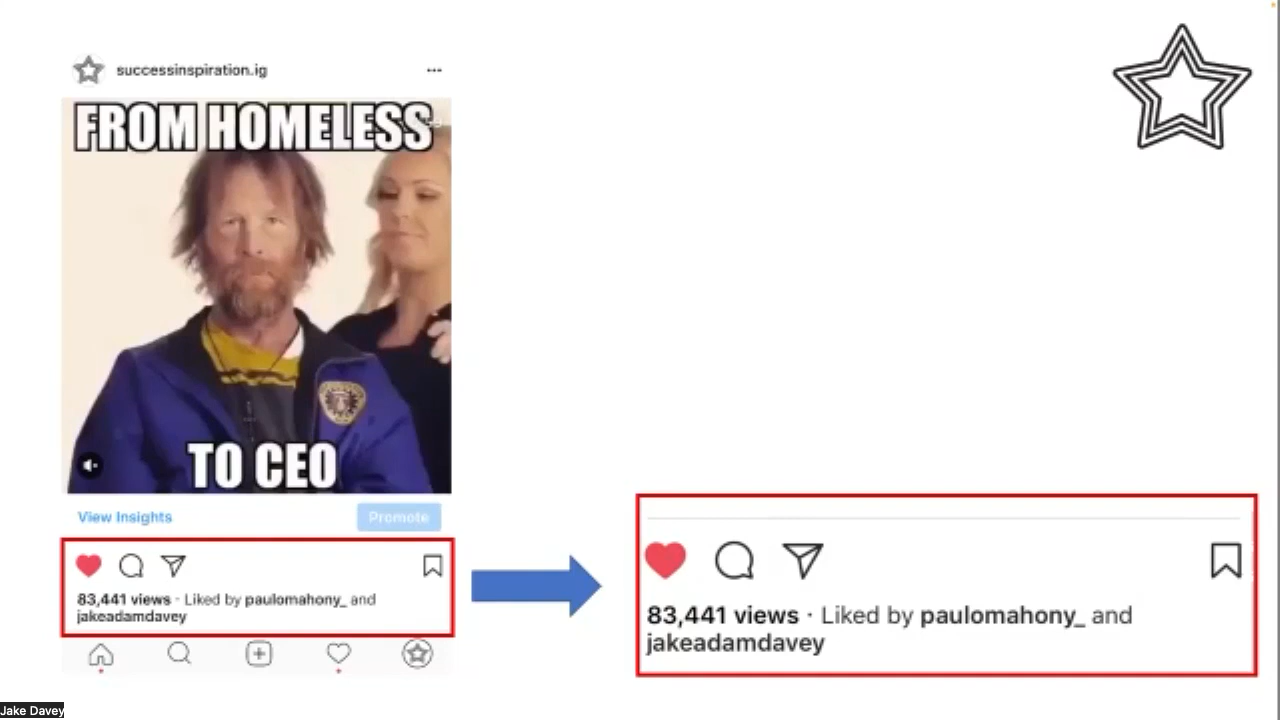 successinspiration.ig
FROM HOMELESS
TO CEO
View Insights
Promote
83,441 views · Liked by paulomahony_ and
jakeadamdavey
83,441 views · Liked by paulomahony_ and
jakeadamdavey
Jake Davey